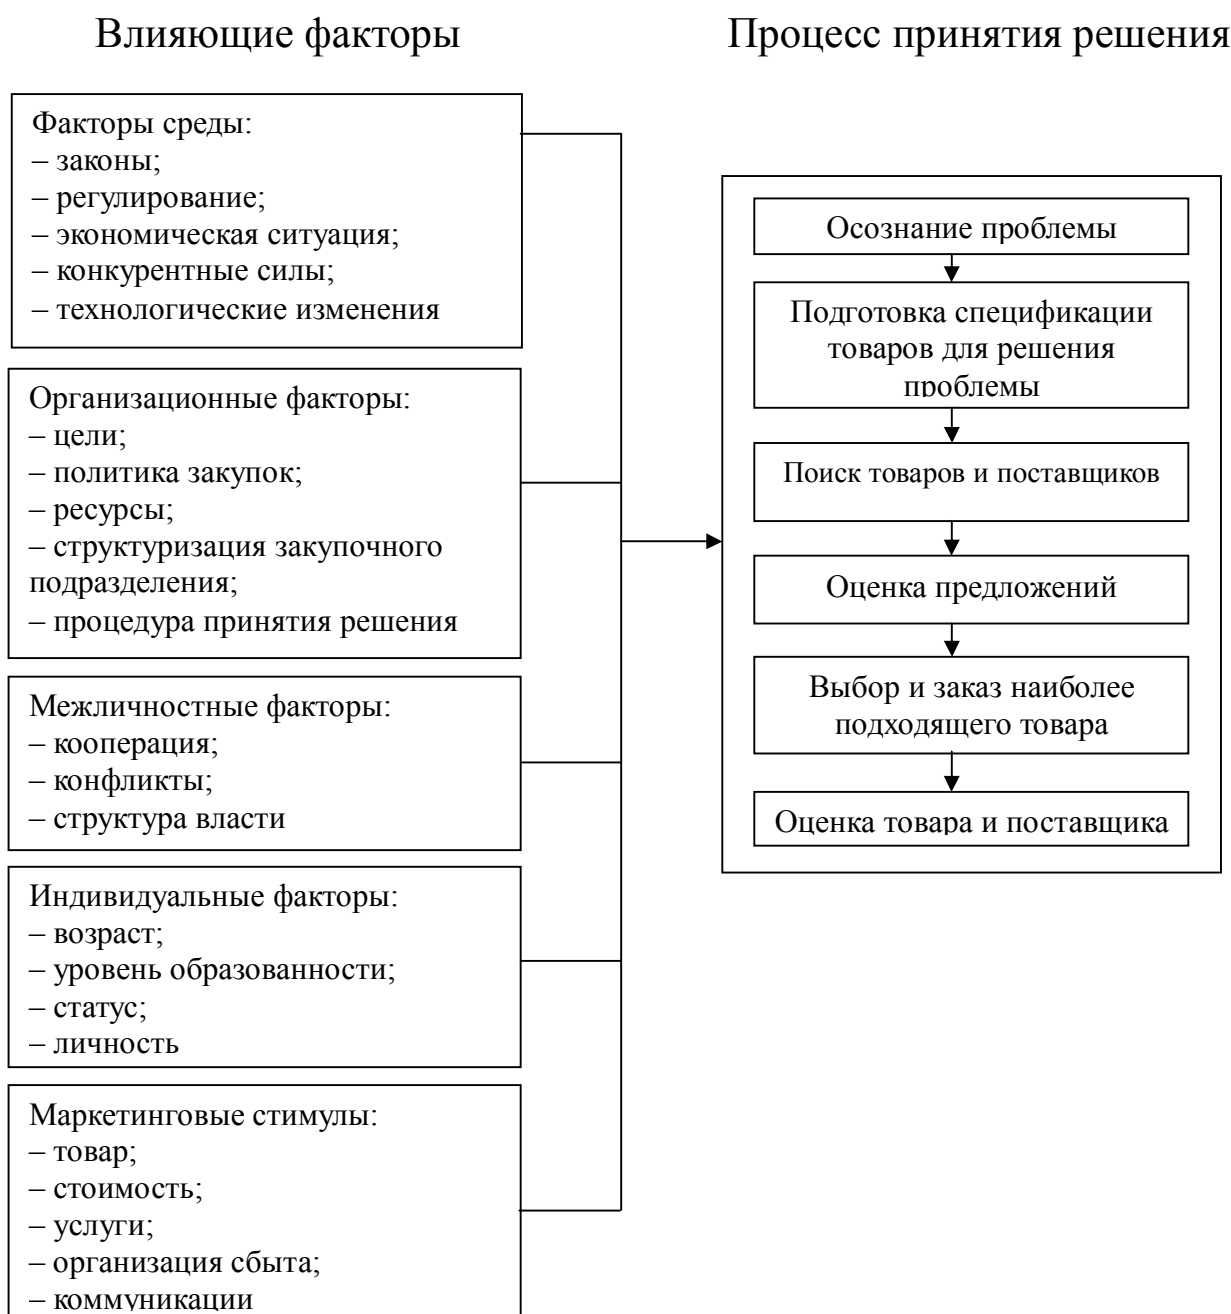 Влияющие факторы
Факторы среды:
– законы;
– регулирование;
– экономическая ситуация;
– конкурентные силы;
– технологические изменения
Организационные факторы:
– цели;
– политика закупок;
– ресурсы;
– структуризация закупочного
подразделения;
– процедура принятия решения
Межличностные факторы:
– кооперация;
– конфликты;
– структура власти
Индивидуальные факторы:
– возраст;
– уровень образованности;
– статус;
– личность
Маркетинговые стимулы:
– товар;
– стоимость;
– услуги;
– организация сбыта;
– коммуникации
Процесс принятия решения
Осознание проблемы
Подготовка спецификации
товаров для решения
проблемы
Поиск товаров и поставщиков
Оценка предложений
Выбор и заказ наиболее
подходящего товара
Оценка товара и поставщика